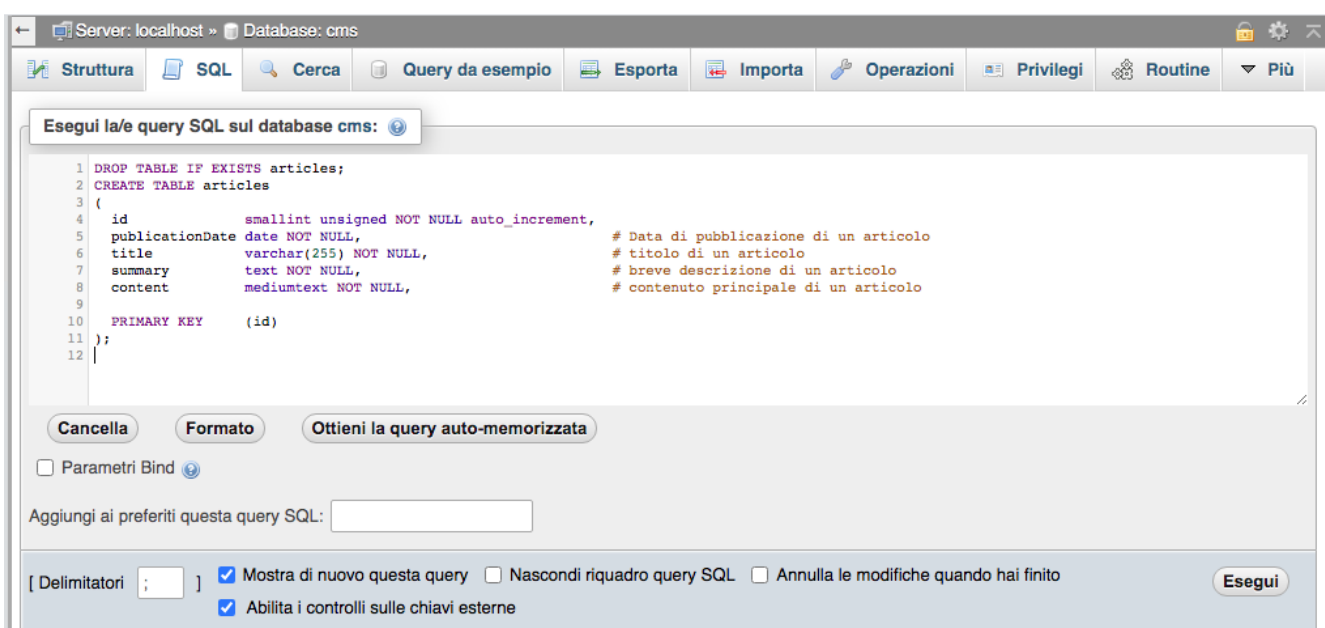 Server: localhost » Database: cms
Struttura SQL Cerca Query da esempio Esporta Importa Operazioni Privilegi Routine Più
Esegui la/e query SQL sul database cms:
1 DROP TABLE IF EXISTS articles;
2 CREATE TABLE articles
3 (
4 id smallint unsigned NOT NULL auto_increment,
5 publicationDate date NOT NULL, # Data di pubblicazione di un articolo
6 title varchar(255) NOT NULL, # titolo di un articolo
7 summary text NOT NULL, # breve descrizione di un articolo
8 content mediumtext NOT NULL, # contenuto principale di un articolo
9
10 PRIMARY KEY (id)
11 );
12
Cancella Formato Ottieni la query auto-memorizzata
Parametri Bind
Aggiungi ai preferiti questa query SQL:
[ Delimitatori ; ] Mostra di nuovo questa query Nascondi riquadro query SQL Annulla le modifiche quando hai finito Esegui
Abilita i controlli sulle chiavi esterne